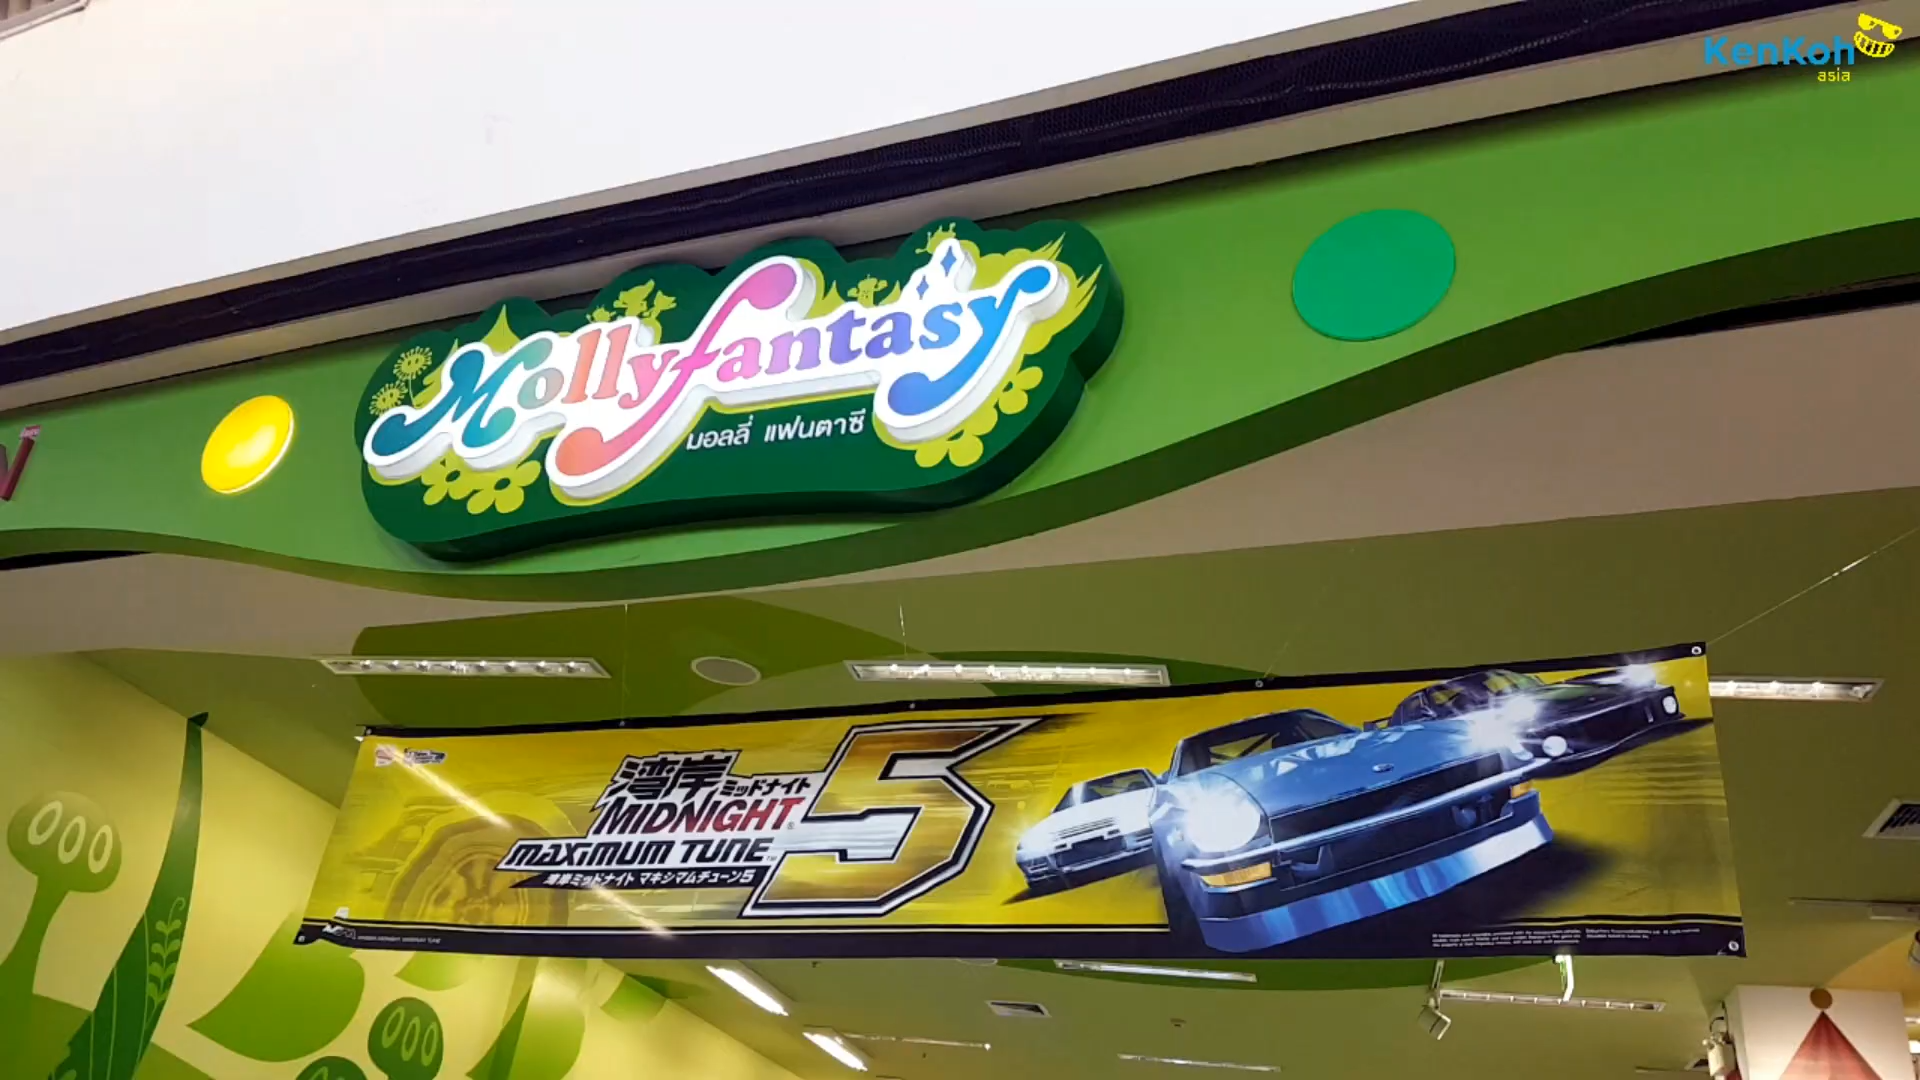 KenKoh
asia
Mollyfantasy
มอลลี่ แฟนตาซี
湾岸
ミッドナイト
MIDNIGHT
MAXIMUM TUNE
5
湾岸ミッドナイト マキシマムチューン5